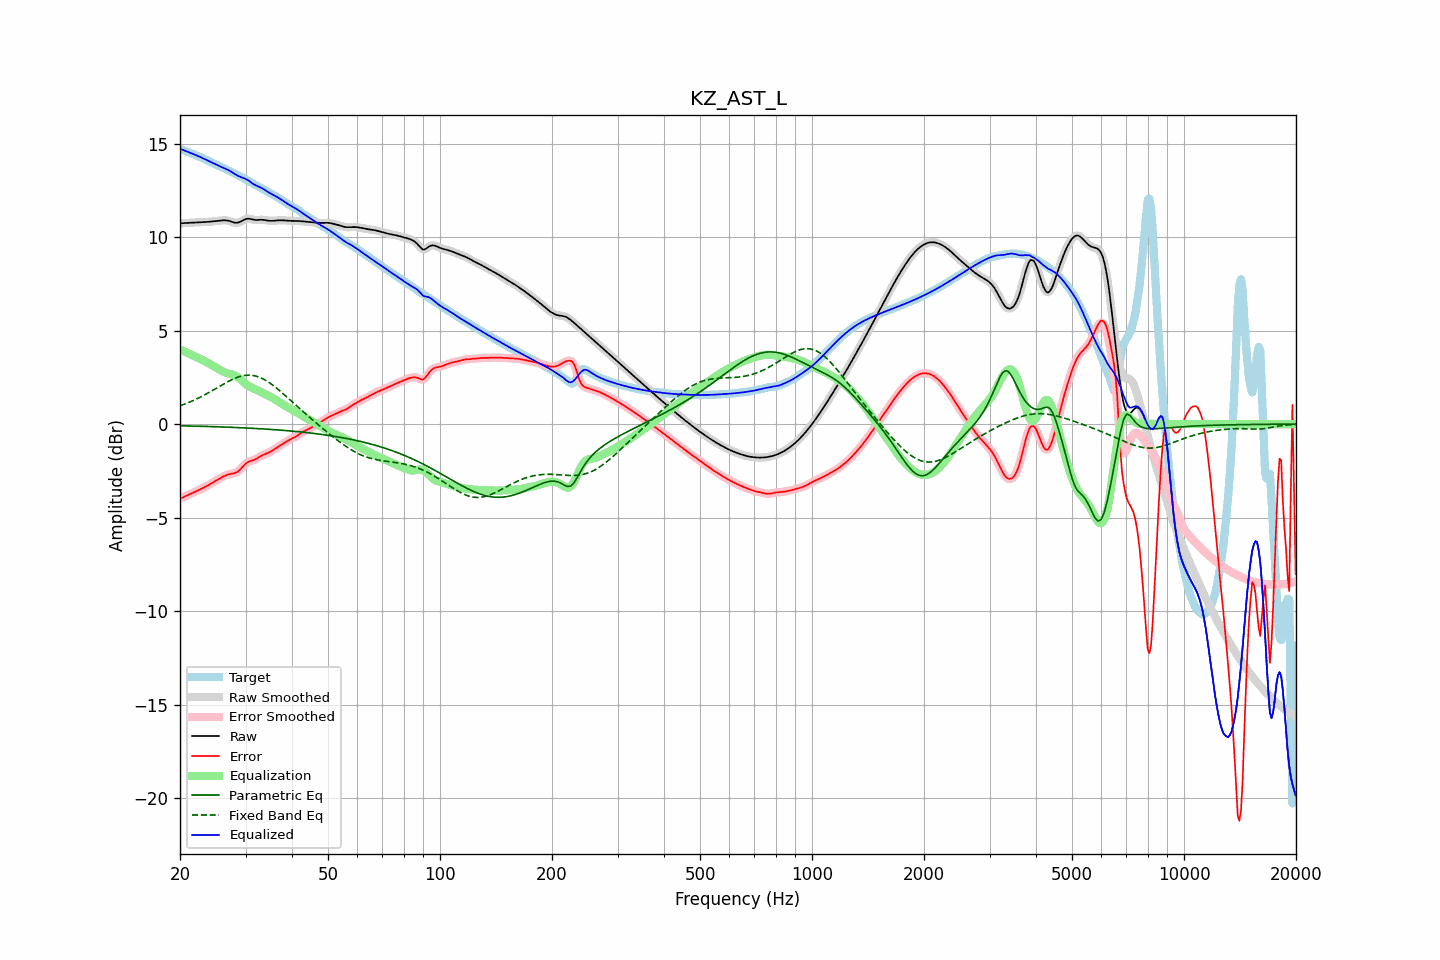 KZ_AST_L
Amplitude (dBr)
15
10
5
0
−5
−10
−15
−20
Target
Raw Smoothed
Error Smoothed
Raw
Error
Equalization
Parametric Eq
Fixed Band Eq
Equalized
20 50 100 200 500 1000 2000 5000 10000 20000
Frequency (Hz)